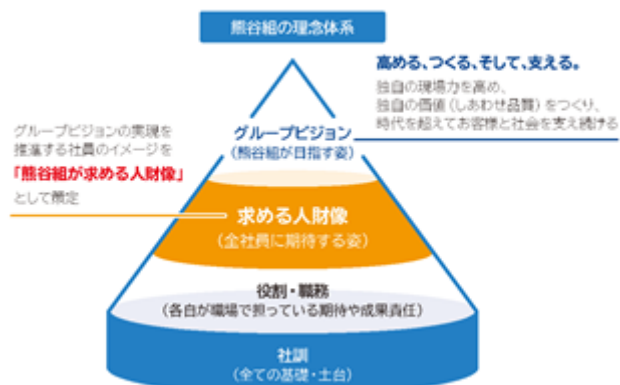 熊谷組の理念体系
高める、つくる、そして、支える。
独自の現場力を高め、
独自の価値(しあわせ品質)をつくり、
時代を超えてお客様と社会を支え続ける
グループビジョン
(熊谷組が目指す姿)
グループビジョンの実現を
推進する社員のイメージを
「熊谷組が求める人財像」
として策定
求める人財像
(全社員に期待する姿)
役割・職務
(各自が職場で担っている期待や成果責任)
社訓
(全ての基礎・土台)